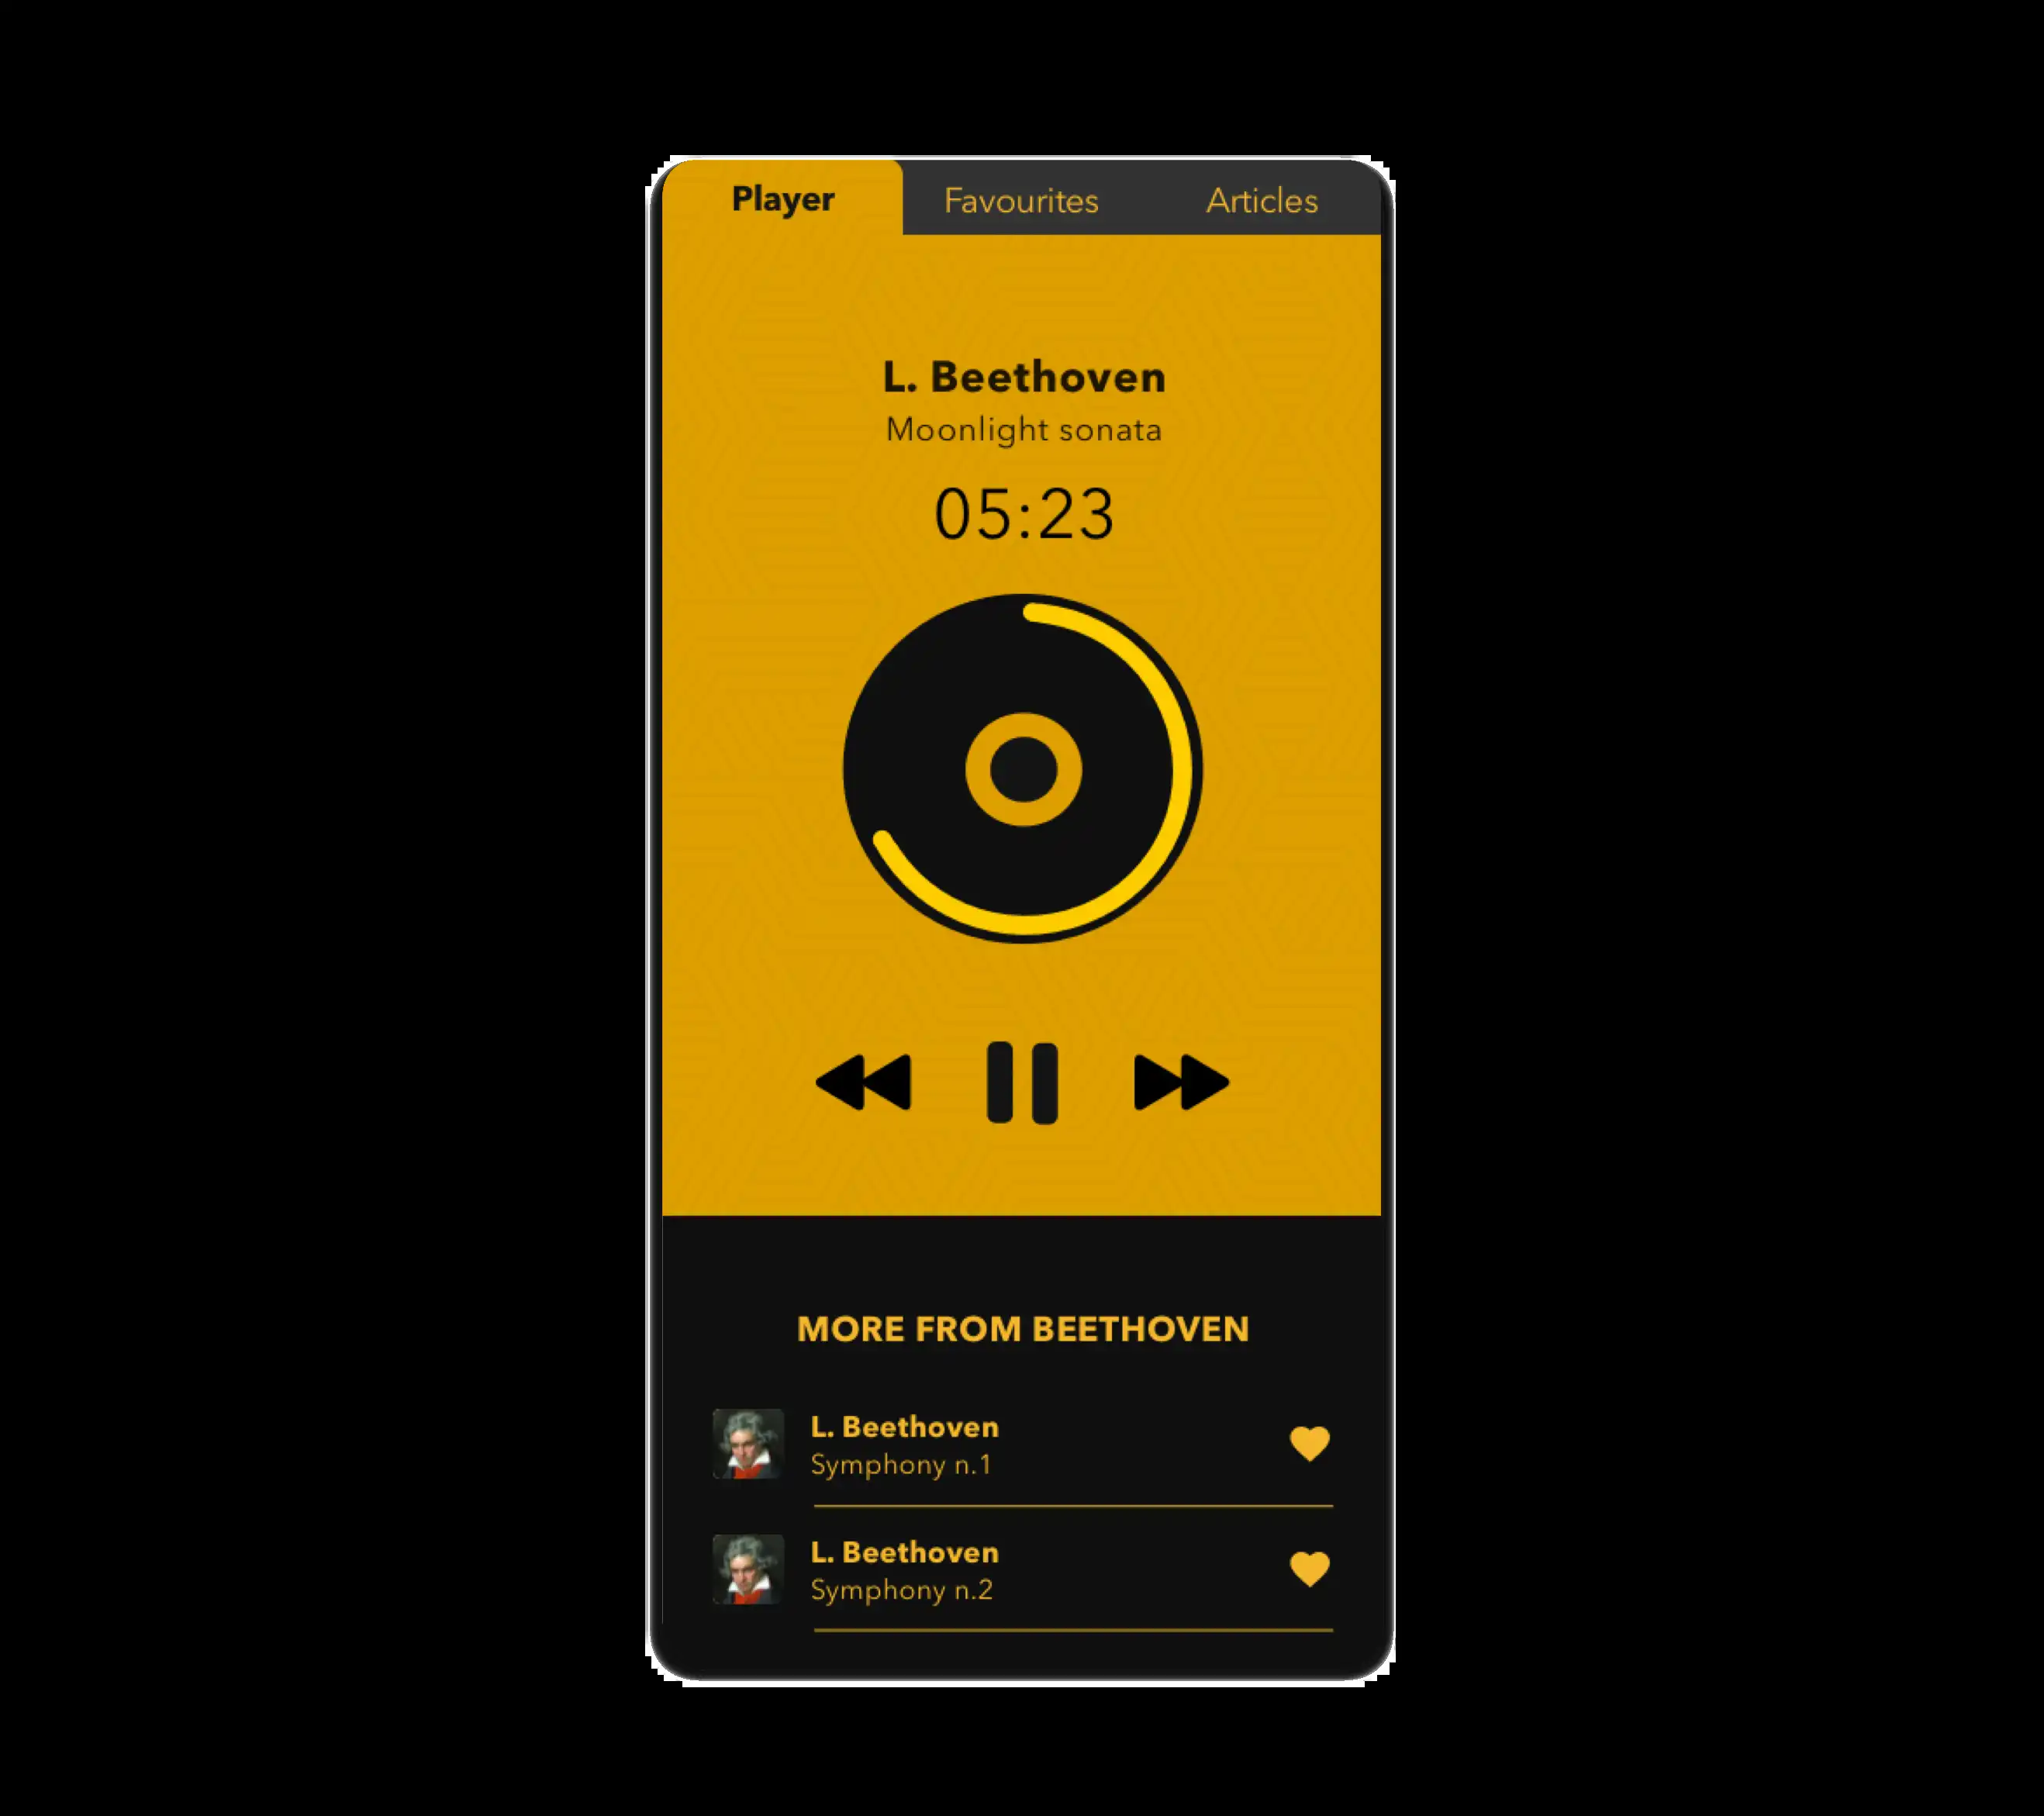 Player
Favourites
Articles
L. Beethoven
Moonlight sonata
05:23
MORE FROM BEETHOVEN
L. Beethoven
Symphony n.1
L. Beethoven
Symphony n.2